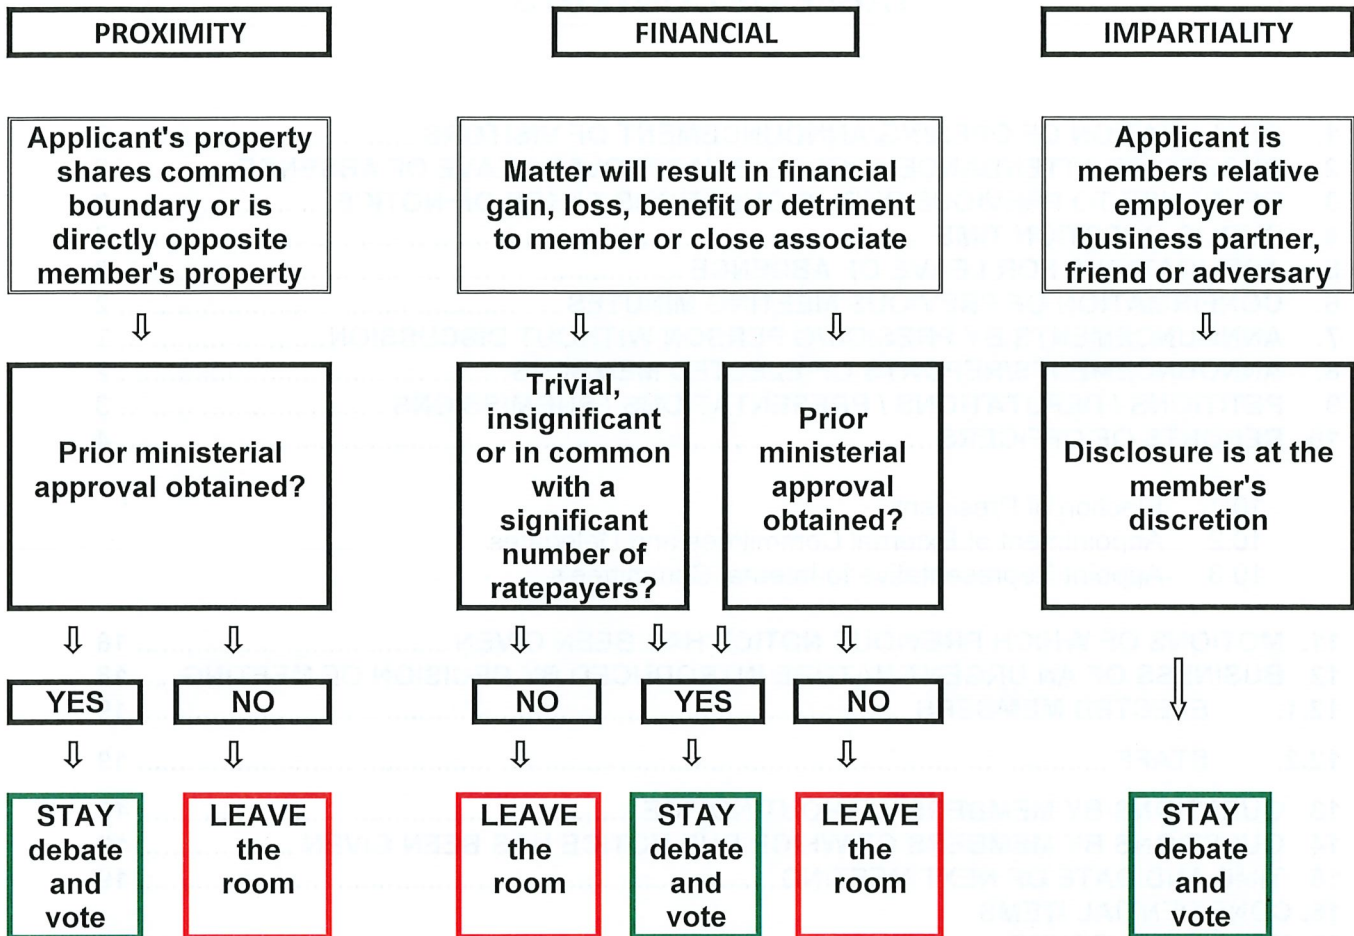 PROXIMITY
FINANCIAL
IMPARTIALITY
Applicant's property
shares common
boundary or is
directly opposite
member's property
Matter will result in financial
gain, loss, benefit or detriment
to member or close associate
Applicant is
members relative
employer or
business partner,
friend or adversary
Prior ministerial
approval obtained?
Trivial,
insignificant
or in common
with a
significant
number of
ratepayers?
Prior
ministerial
approval
obtained?
Disclosure is at the
member's
discretion
YES
NO
NO
YES
NO
STAY
debate
and
vote
LEAVE
the
room
LEAVE
the
room
STAY
debate
and
vote
LEAVE
the
room
STAY
debate
and
vote